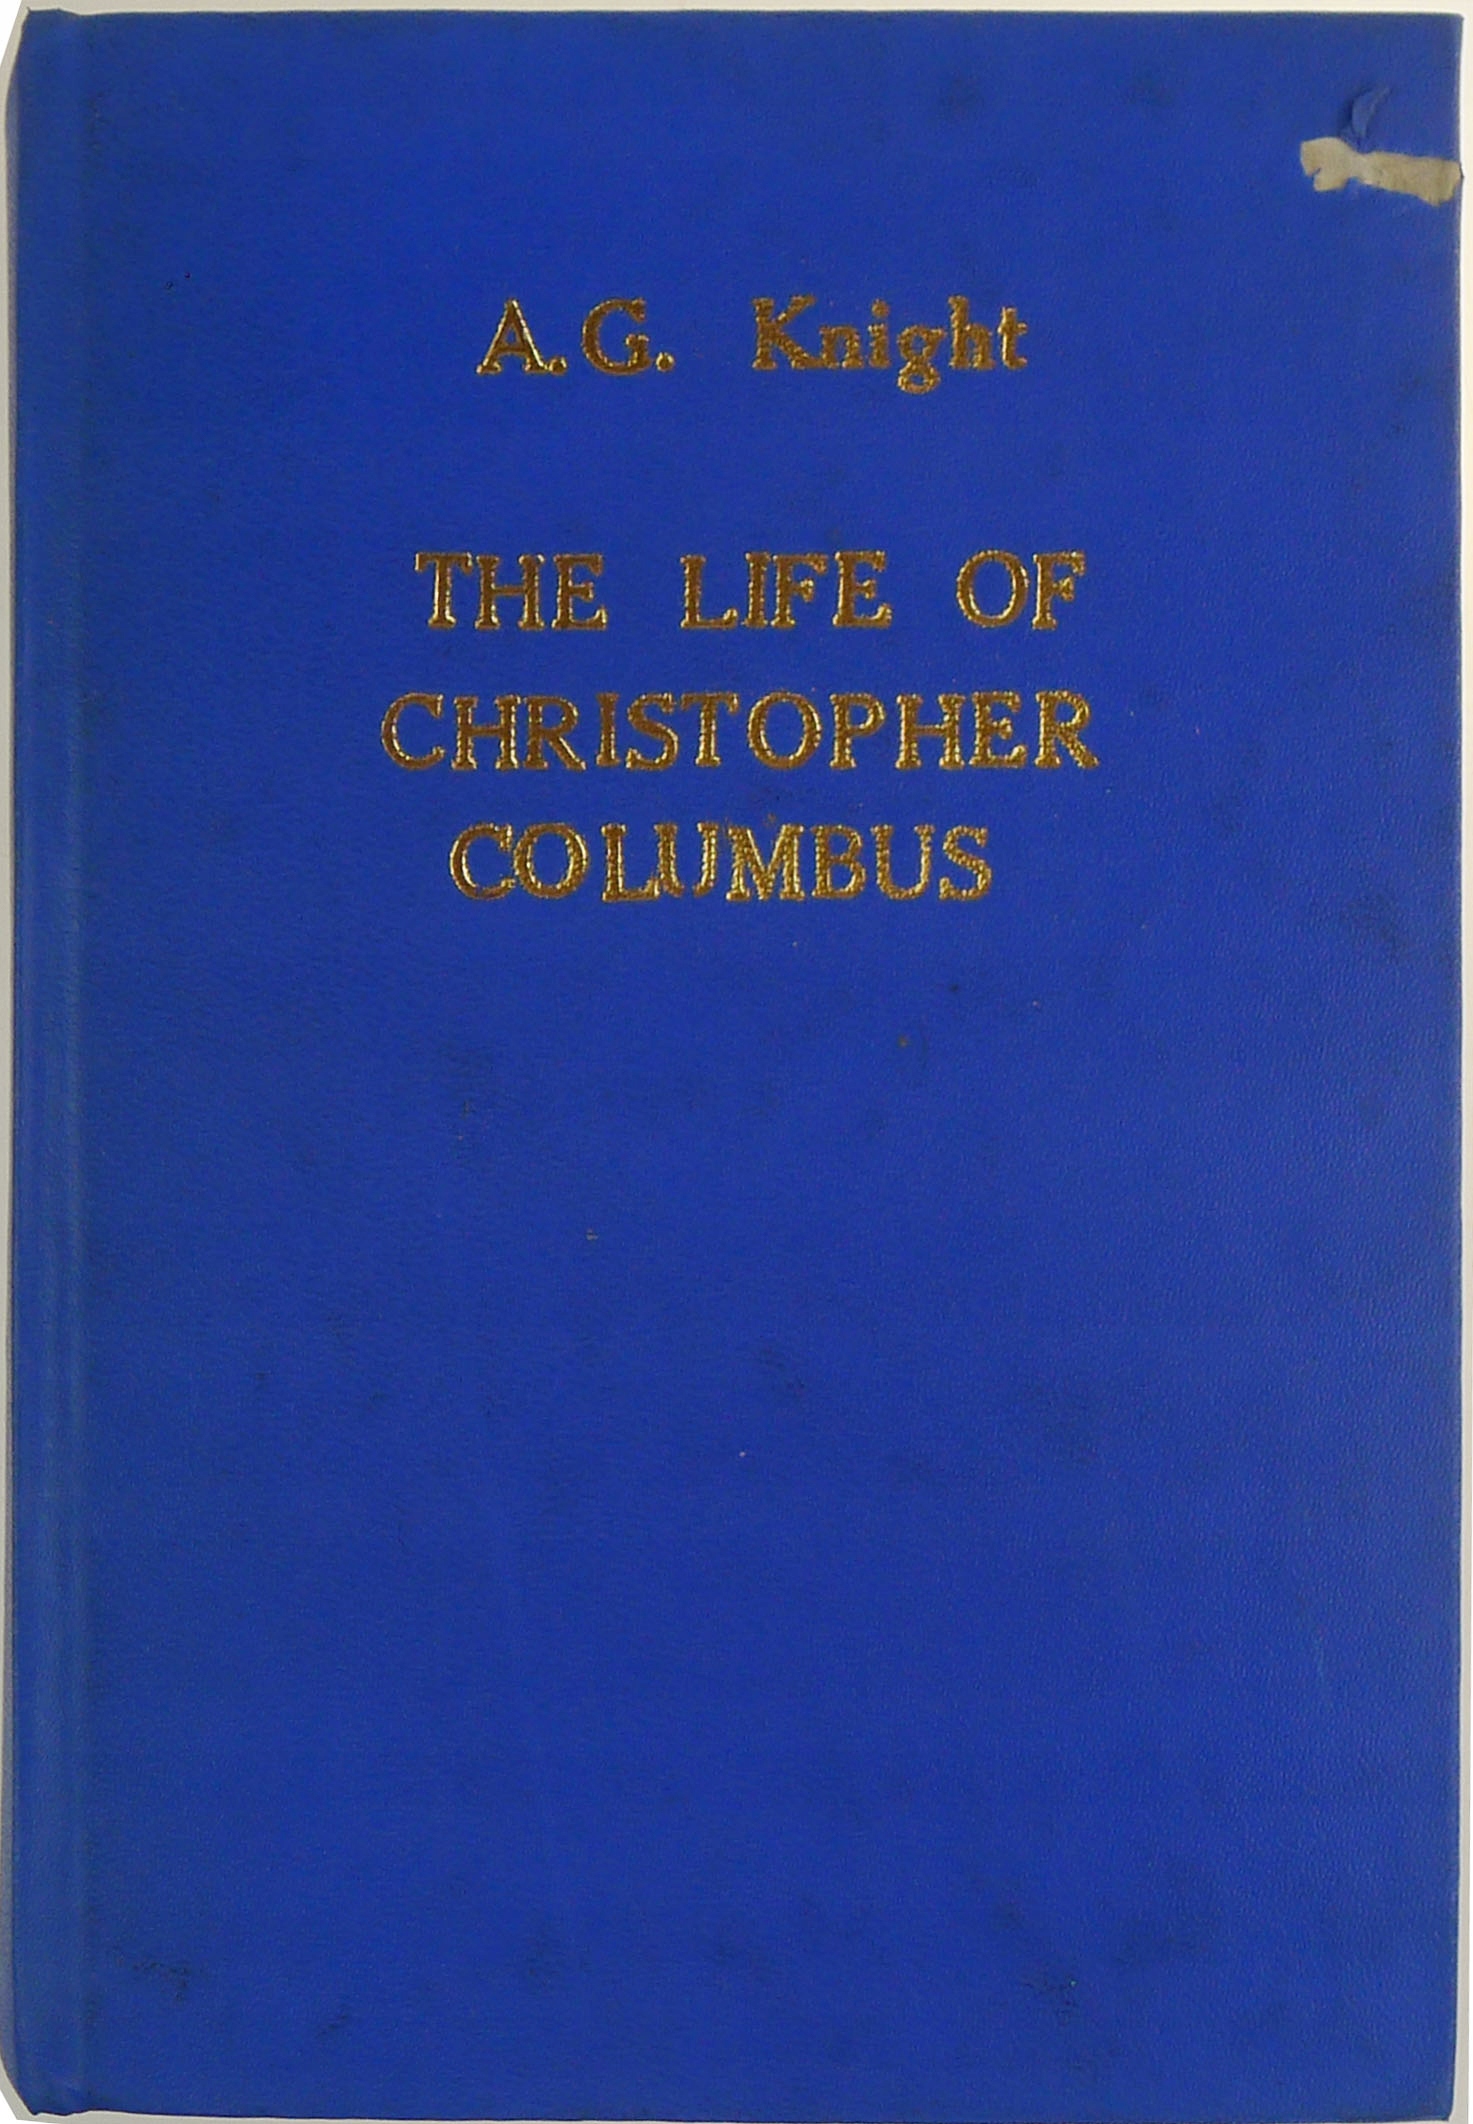 A. G. Knight
THE LIFE OF
CHRISTOPHER
COLUMBUS